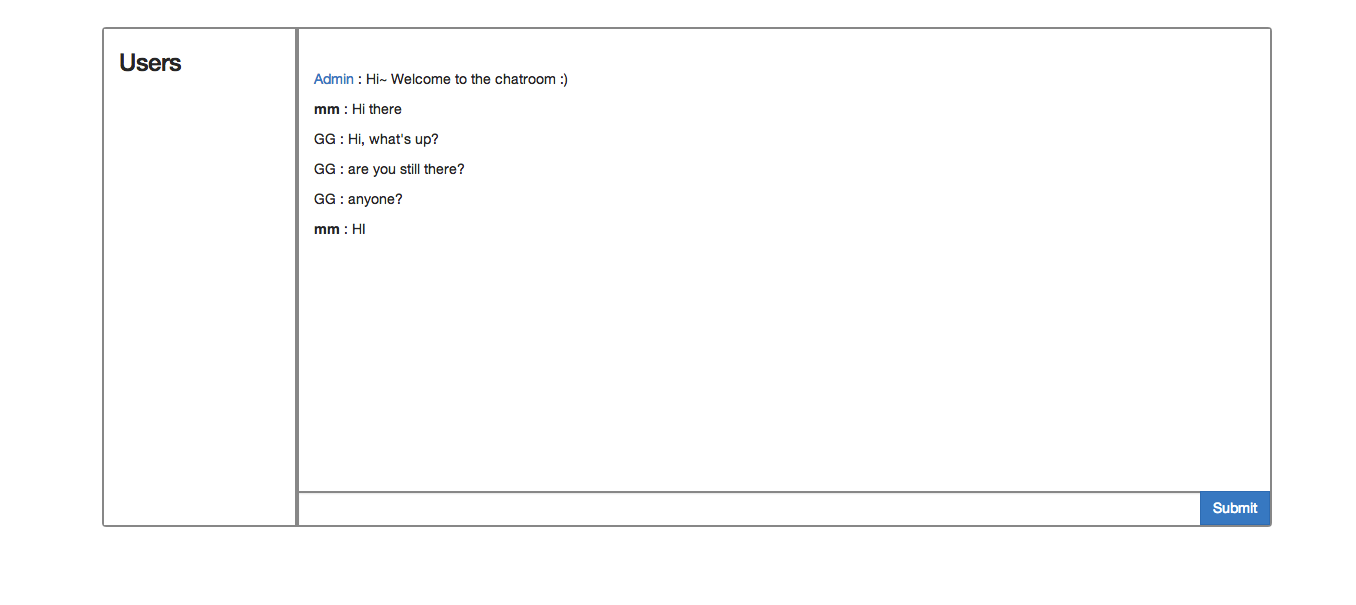 Users
Admin : Hi~ Welcome to the chatroom :)
mm : Hi there
GG : Hi, what's up?
GG : are you still there?
GG : anyone?
mm : HI
Submit